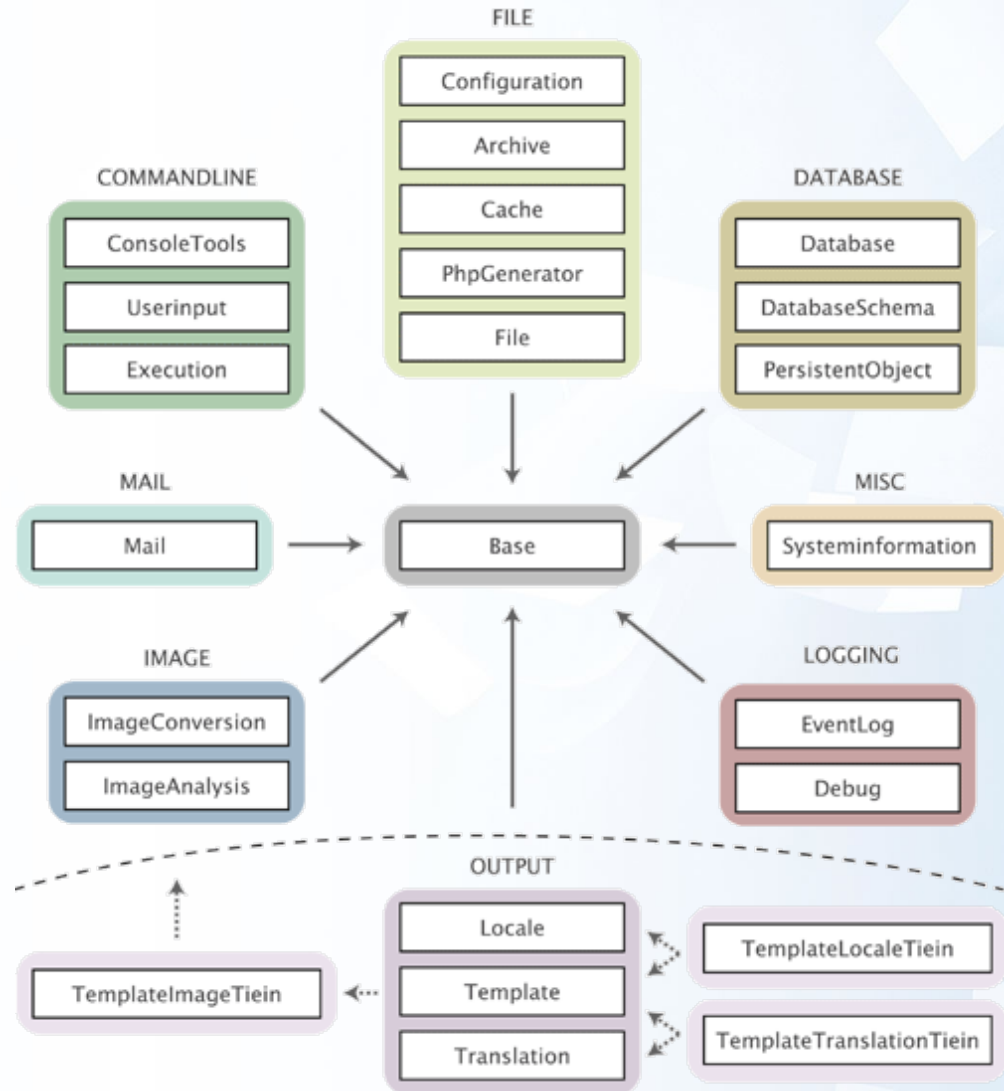 FILE
Configuration
Archive
Cache
PhpGenerator
File
COMMANDLINE
ConsoleTools
Userinput
Execution
DATABASE
Database
DatabaseSchema
PersistentObject
MAIL
Mail
Base
MISC
Systeminformation
IMAGE
ImageConversion
ImageAnalysis
LOGGING
EventLog
Debug
OUTPUT
Locale
Template
Translation
TemplateImageTiein
TemplateLocaleTiein
TemplateTranslationTiein